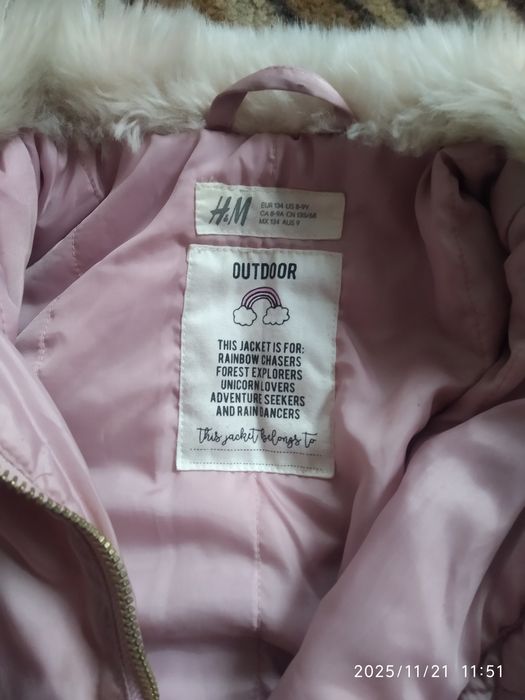 H&M
EUR 134 US 8-9Y
CA 8-9A CN 135/68
MX 134 AUS 9
OUTDOOR
THIS JACKET IS FOR:
RAINBOW CHASERS
FOREST EXPLORERS
UNICORN LOVERS
ADVENTURE SEEKERS
AND RAIN DANCERS
This jacket belongs to
2025/11/21 11:51